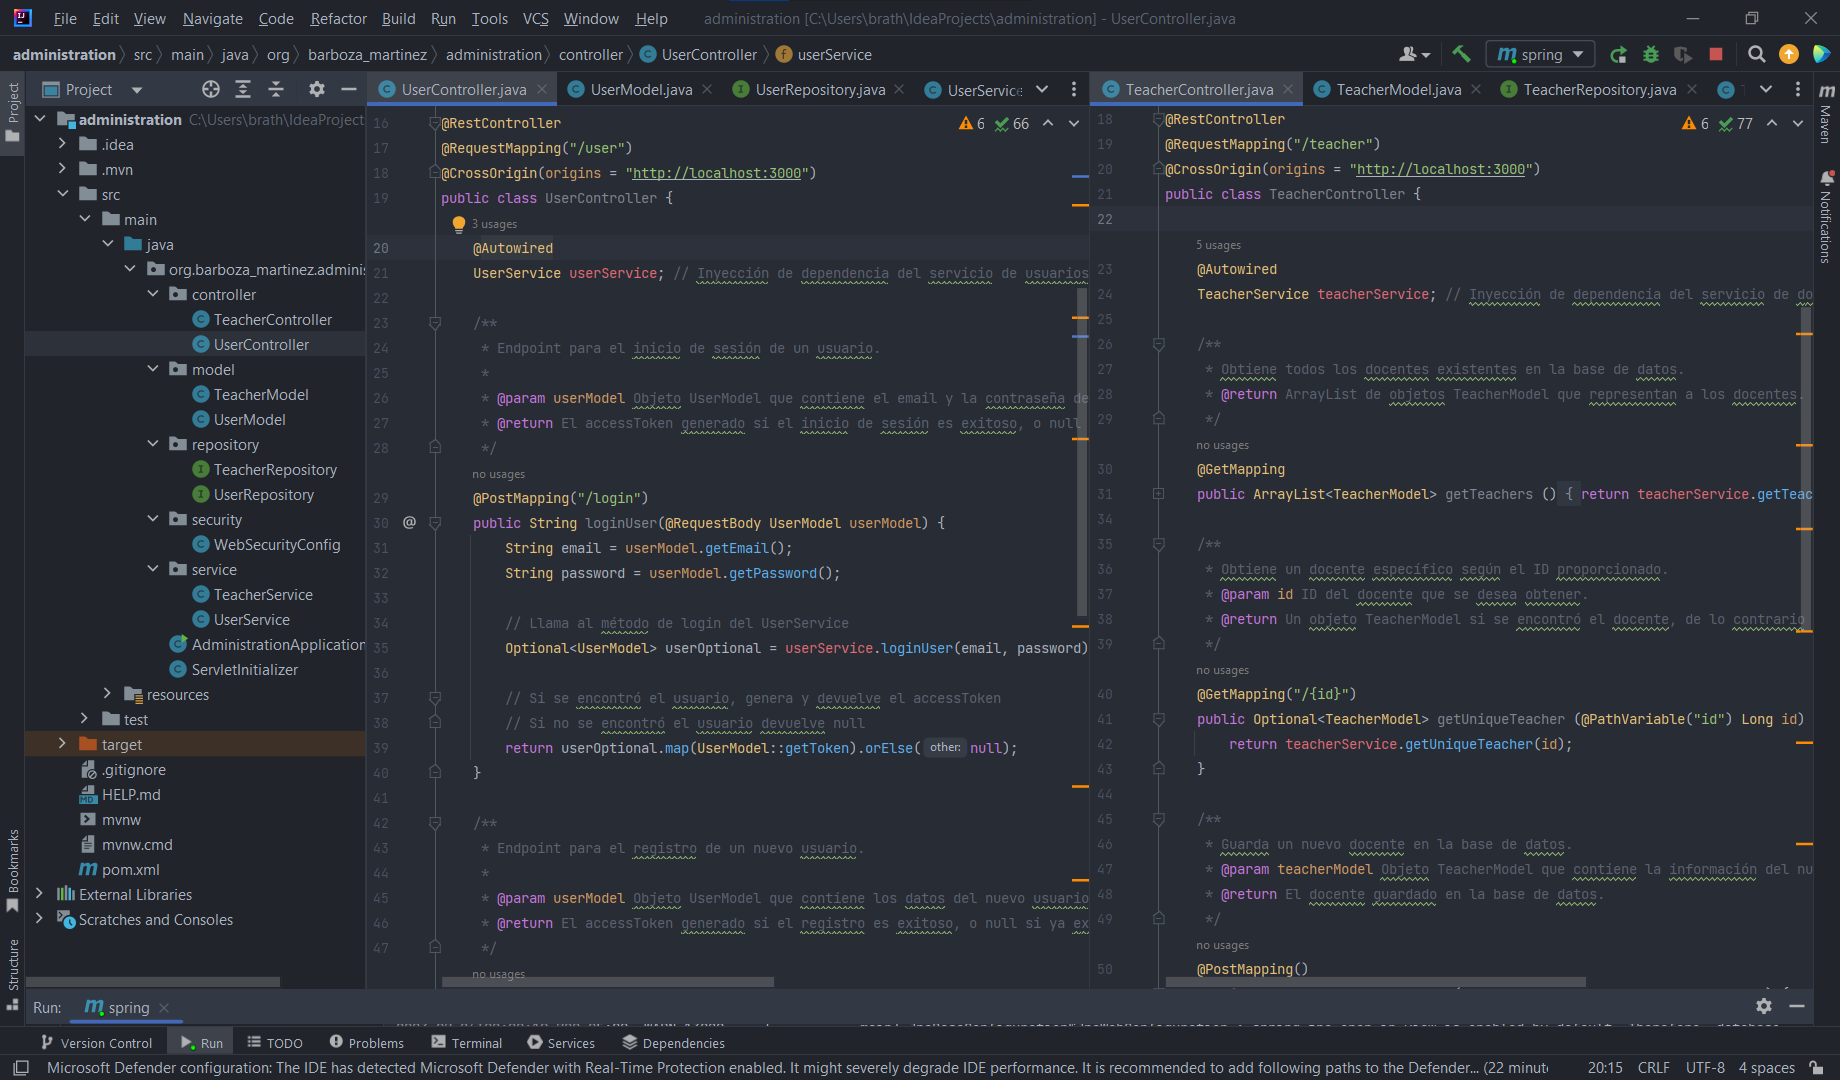 File Edit View Navigate Code Refactor Build Run Tools VCS Window Help administration [C:\Users\brath\IdeaProjects\administration] - UserController.java
administration src main java org barboza_martinez administration controller UserController userService
spring
Project
UserController.java UserModel.java UserRepository.java UserService
TeacherController.java TeacherModel.java TeacherRepository.java
Project
Bookmarks
Structure
Maven
Notifications
administration C:\Users\brath\IdeaProject
.idea
.mvn
src
main
java
org.barboza_martinez.adminis
controller
TeacherController
UserController
model
TeacherModel
UserModel
repository
TeacherRepository
UserRepository
security
WebSecurityConfig
service
TeacherService
UserService
AdministrationApplication
ServletInitializer
resources
test
target
.gitignore
HELP.md
mvnw
mvnw.cmd
pom.xml
External Libraries
Scratches and Consoles
6 66
16 @RestController
17 @RequestMapping("/user")
18 @CrossOrigin(origins = "http://localhost:3000")
19 public class UserController {
3 usages
20 @Autowired
21 UserService userService; // Inyección de dependencia del servicio de usuarios
22
23 /**
24 * Endpoint para el inicio de sesión de un usuario.
25 *
26 * @param userModel Objeto UserModel que contiene el email y la contraseña de
27 * @return El accessToken generado si el inicio de sesión es exitoso, o null
28 */
no usages
29 @PostMapping("/login")
30 @ public String loginUser(@RequestBody UserModel userModel) {
31 String email = userModel.getEmail();
32 String password = userModel.getPassword();
33
34 // Llama al método de login del UserService
35 Optional<UserModel> userOptional = userService.loginUser(email, password)
36
37 // Si se encontró el usuario, genera y devuelve el accessToken
38 // Si no se encontró el usuario devuelve null
39 return userOptional.map(UserModel::getToken).orElse( other: null);
40 }
41
42 /**
43 * Endpoint para el registro de un nuevo usuario.
44 *
45 * @param userModel Objeto UserModel que contiene los datos del nuevo usuario
46 * @return El accessToken generado si el registro es exitoso, o null si ya ex
47 */
no usages
6 77
18 @RestController
19 @RequestMapping("/teacher")
20 @CrossOrigin(origins = "http://localhost:3000")
21 public class TeacherController {
22
5 usages
23 @Autowired
24 TeacherService teacherService; // Inyección de dependencia del servicio de do
25
26 /**
27 * Obtiene todos los docentes existentes en la base de datos.
28 * @return ArrayList de objetos TeacherModel que representan a los docentes.
29 */
no usages
30 @GetMapping
31 public ArrayList<TeacherModel> getTeachers () { return teacherService.getTeac
34
35 /**
36 * Obtiene un docente específico según el ID proporcionado.
37 * @param id ID del docente que se desea obtener.
38 * @return Un objeto TeacherModel si se encontró el docente, de lo contrario
39 */
no usages
40 @GetMapping("/{id}")
41 public Optional<TeacherModel> getUniqueTeacher (@PathVariable("id") Long id)
42 return teacherService.getUniqueTeacher(id);
43 }
44
45 /**
46 * Guarda un nuevo docente en la base de datos.
47 * @param teacherModel Objeto TeacherModel que contiene la información del nu
48 * @return El docente guardado en la base de datos.
49 */
no usages
50 @PostMapping()
Run: spring
Version Control Run TODO Problems Terminal Services Dependencies
Microsoft Defender configuration: The IDE has detected Microsoft Defender with Real-Time Protection enabled. It might severely degrade IDE performance. It is recommended to add following paths to the Defender... (22 minut 20:15 CRLF UTF-8 4 spaces